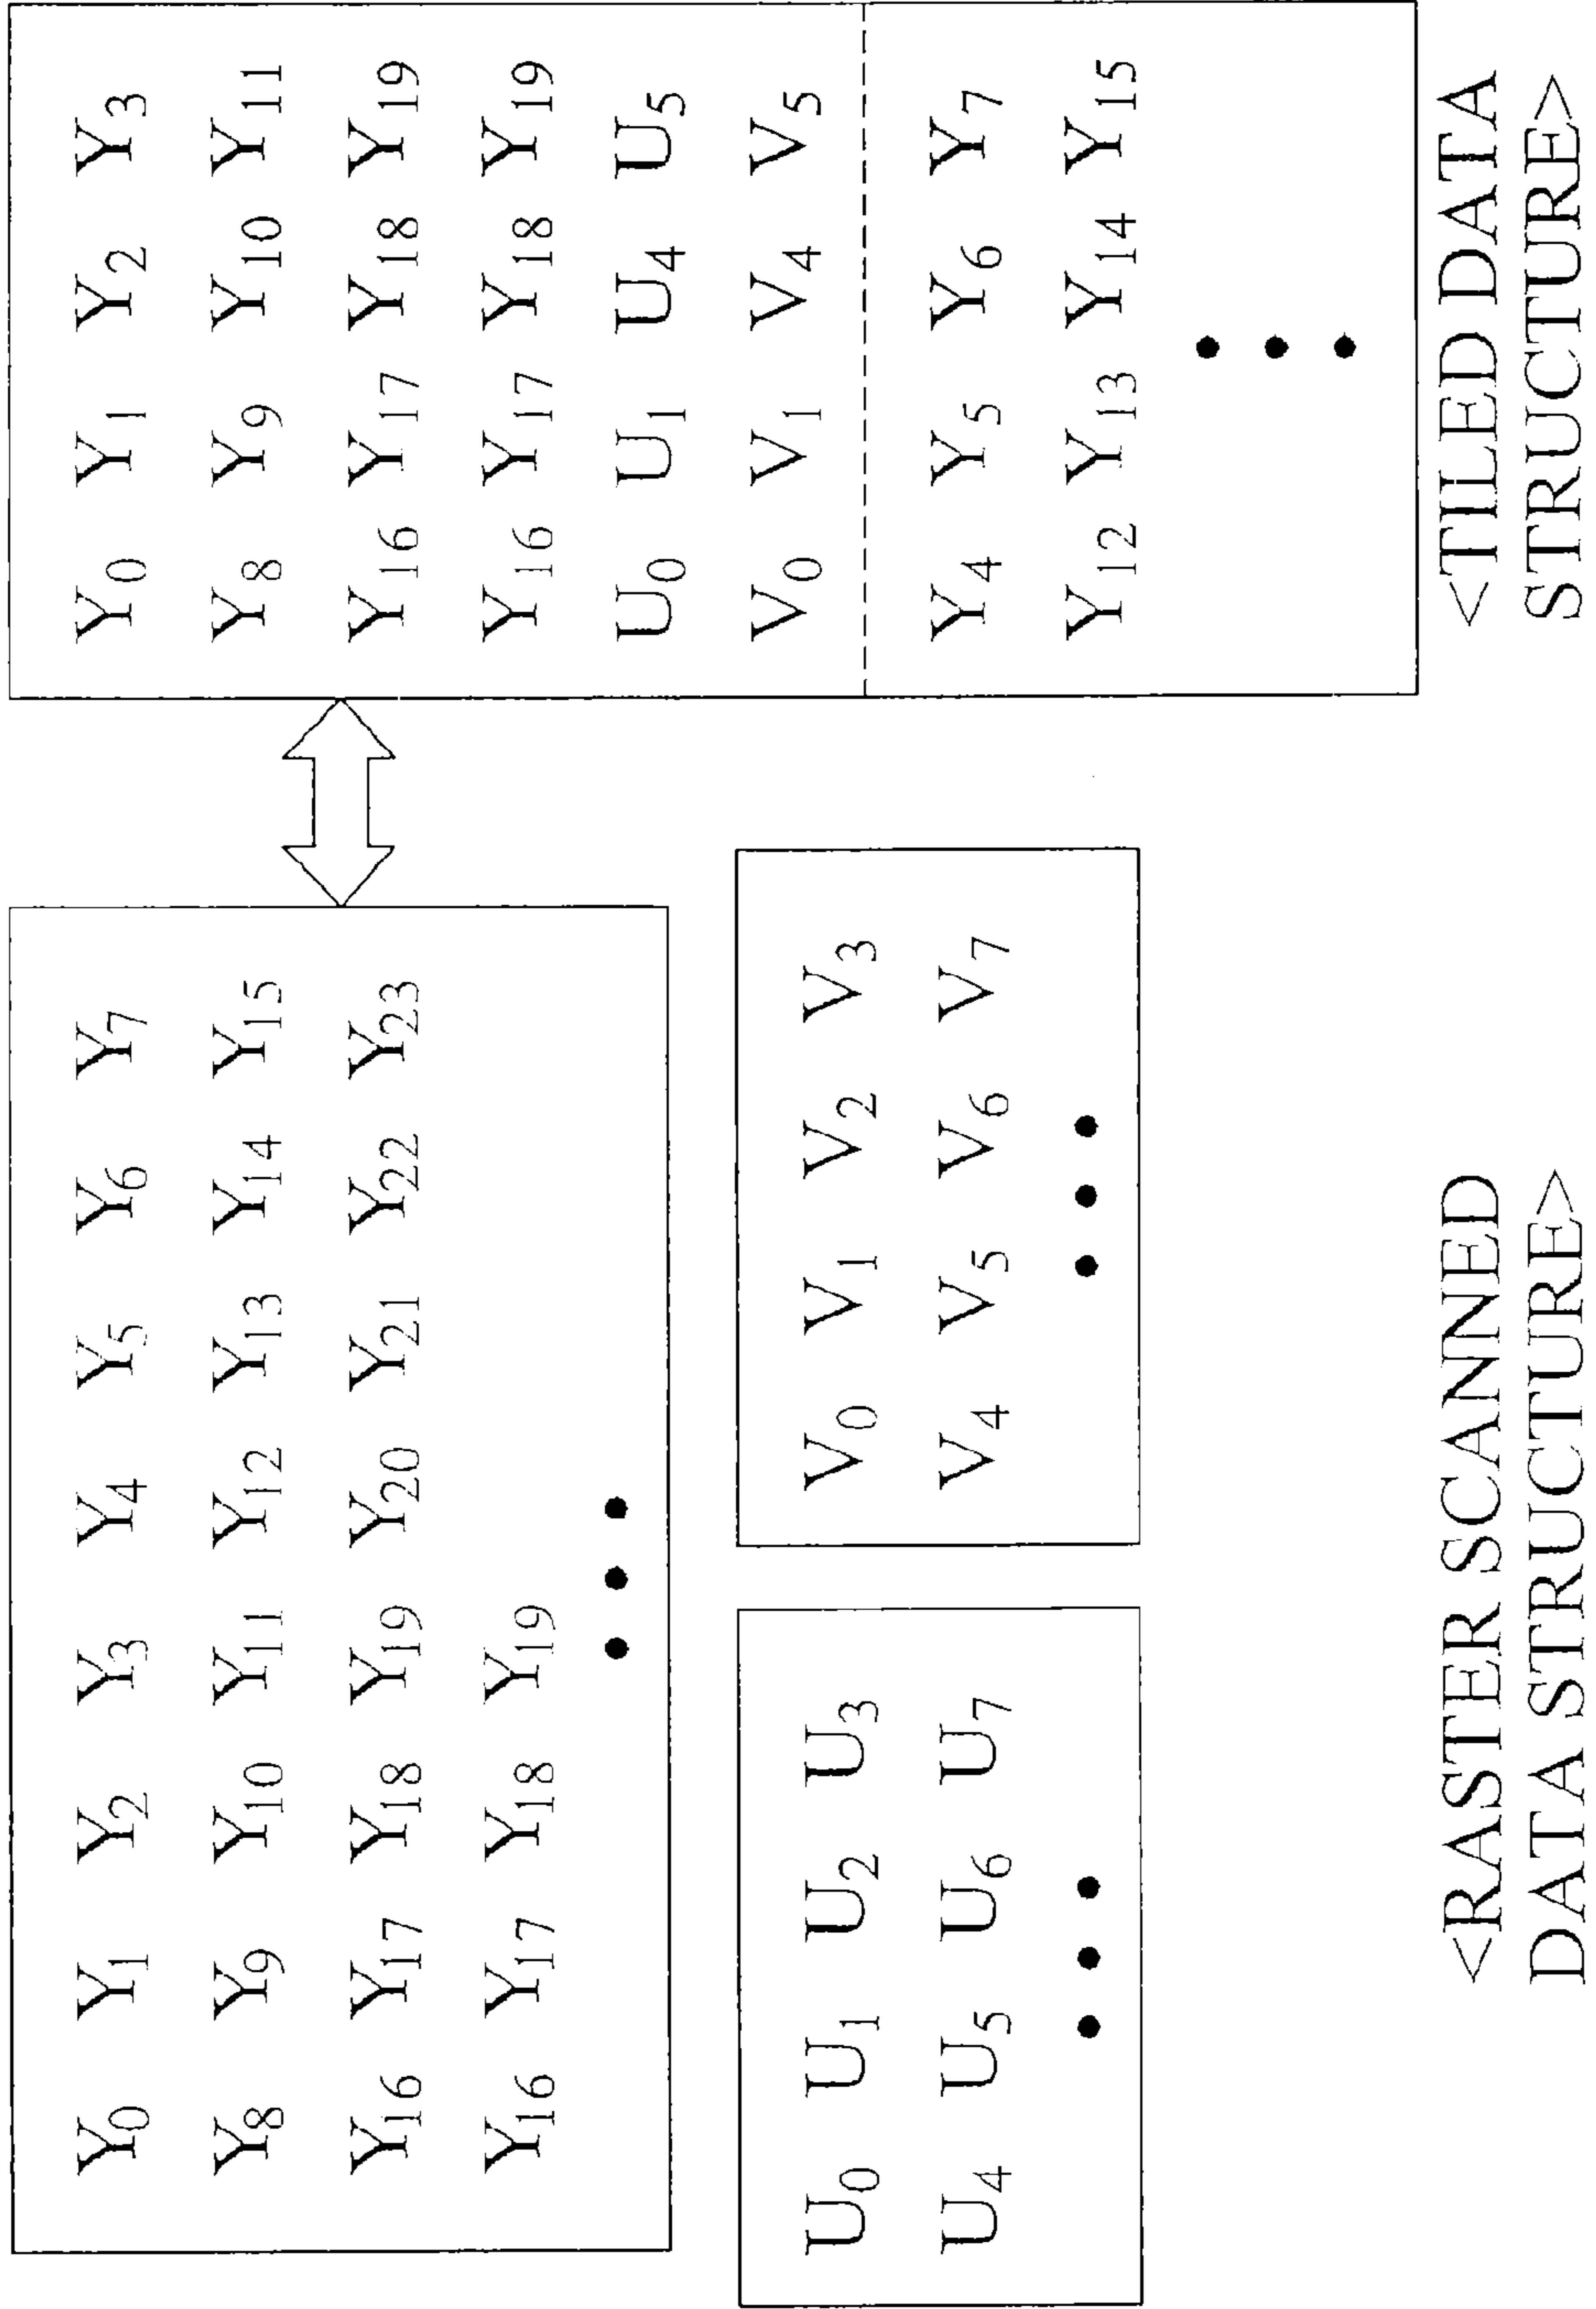 Y0 Y1 Y2 Y3 Y4 Y5 Y6 Y7
Y8 Y9 Y10 Y11 Y12 Y13 Y14 Y15
Y16 Y17 Y18 Y19 Y20 Y21 Y22 Y23
Y16 Y17 Y18 Y19
U0 U1 U2 U3
U4 U5 U6 U7
V0 V1 V2 V3
V4 V5 V6 V7
<RASTER SCANNED
DATA STRUCTURE>
Y0 Y1 Y2 Y3
Y8 Y9 Y10 Y11
Y16 Y17 Y18 Y19
Y16 Y17 Y18 Y19
U0 U1 U4 U5
V0 V1 V4 V5
Y4 Y5 Y6 Y7
Y12 Y13 Y14 Y15
<TILED DATA
STRUCTURE>